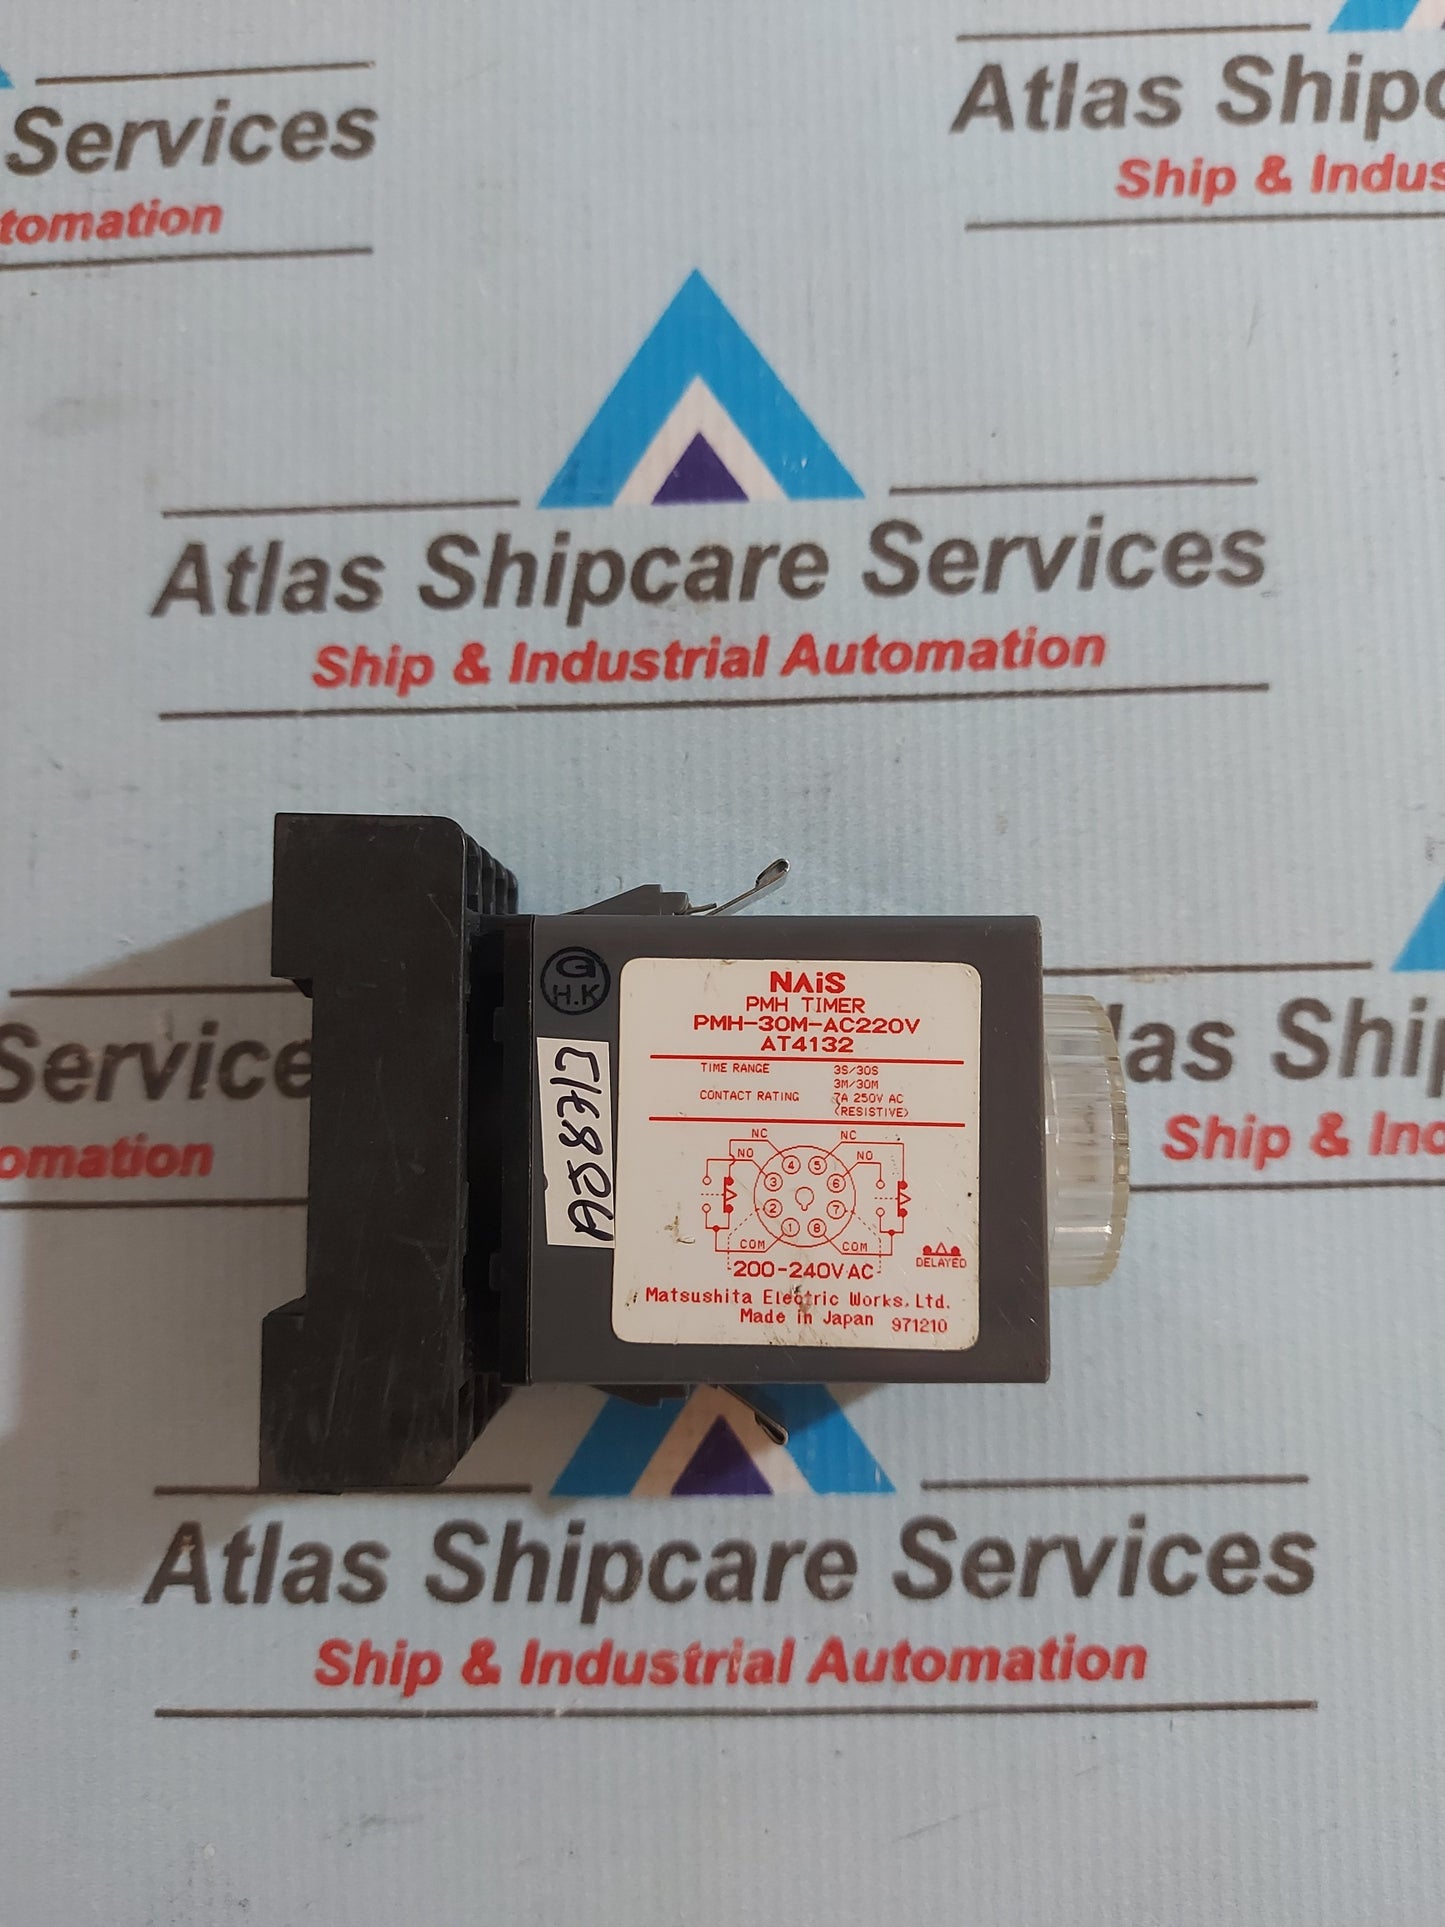 Services
tomation
Atlas Shipc
Ship & Indus
Atlas Shipcare Services
Ship & Industrial Automation
Service
omation
las Ship
Ship & Ind
G
H.K
NAiS
PMH TIMER
PMH-30M-AC220V
AT4132
TIME RANGE 3S/30S
3M/30M
CONTACT RATING 7A 250V AC
(RESISTIVE)
NC NC
NO NO
4 5
3 6
2 7
1 8
COM COM
200-240V AC
DELAYED
Matsushita Electric Works, Ltd.
Made in Japan 971210
Atlas Shipcare Services
Ship & Industrial Automation